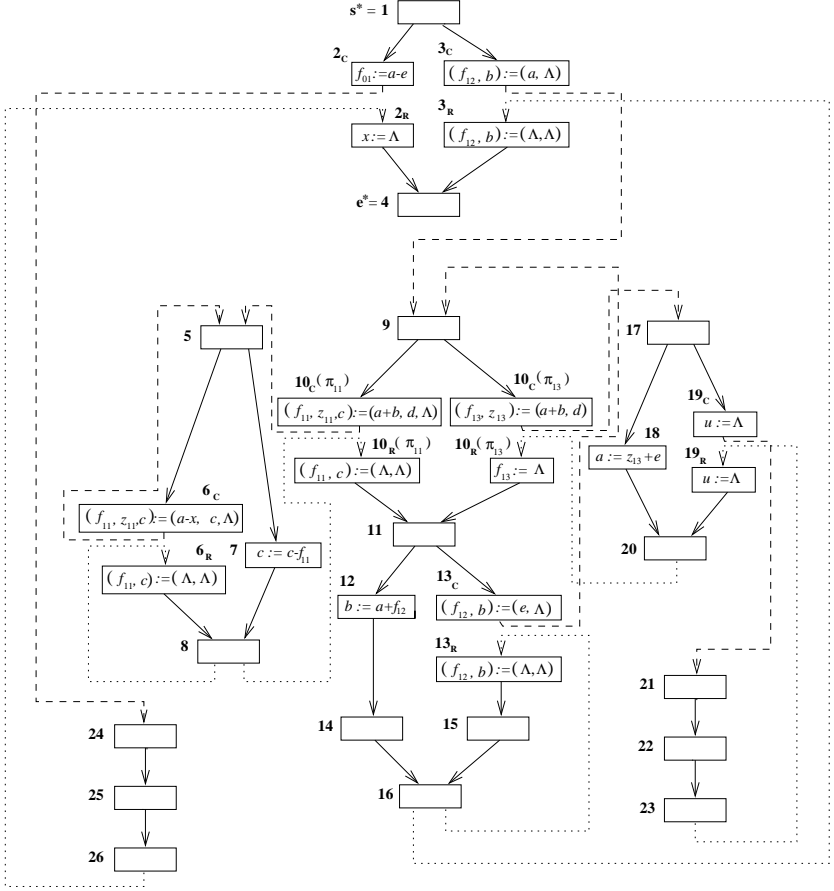 s* = 1
2C
3C
f01:=a-e
( f12, b ):=(a, Λ)
2R
3R
x:= Λ
( f12, b ):=(Λ,Λ)
e*= 4
5
9
17
10C( π11)
10C( π13)
19C
( f11, z11,c):=(a+b, d,Λ)
( f13, z13):=(a+b, d)
u :=Λ
18
10R( π11)
10R( π13)
a := z13+e
19R
( f11, c):=(Λ,Λ)
f13:= Λ
u :=Λ
6C
( f11, z11,c):=(a-x, c,Λ)
11
20
6R
7
c := c-f11
12
13C
( f11, c):=(Λ, Λ)
b := a+f12
( f12, b):=(e, Λ)
8
13R
( f12, b):=(Λ,Λ)
21
24
14
15
22
25
16
23
26